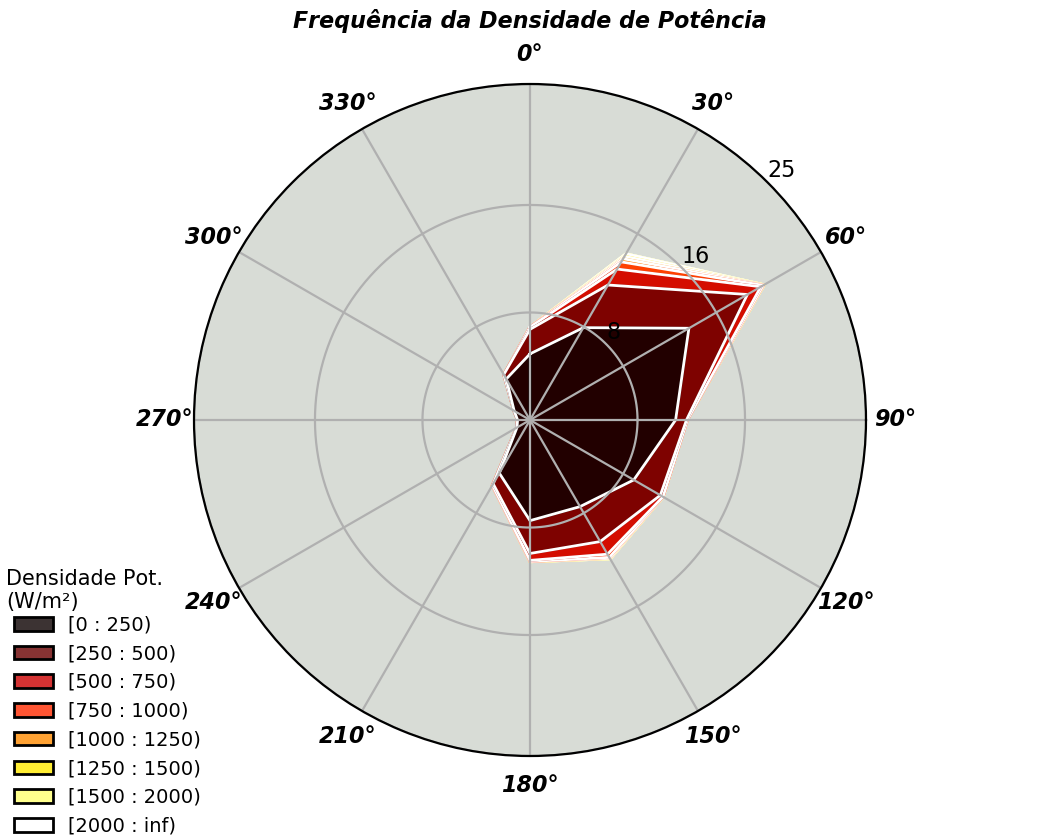 Frequência da Densidade de Potência
0°
330°
30°
25
300°
60°
16
8
270°
90°
240°
120°
210°
150°
180°
Densidade Pot.
(W/m²)
[0 : 250)
[250 : 500)
[500 : 750)
[750 : 1000)
[1000 : 1250)
[1250 : 1500)
[1500 : 2000)
[2000 : inf)